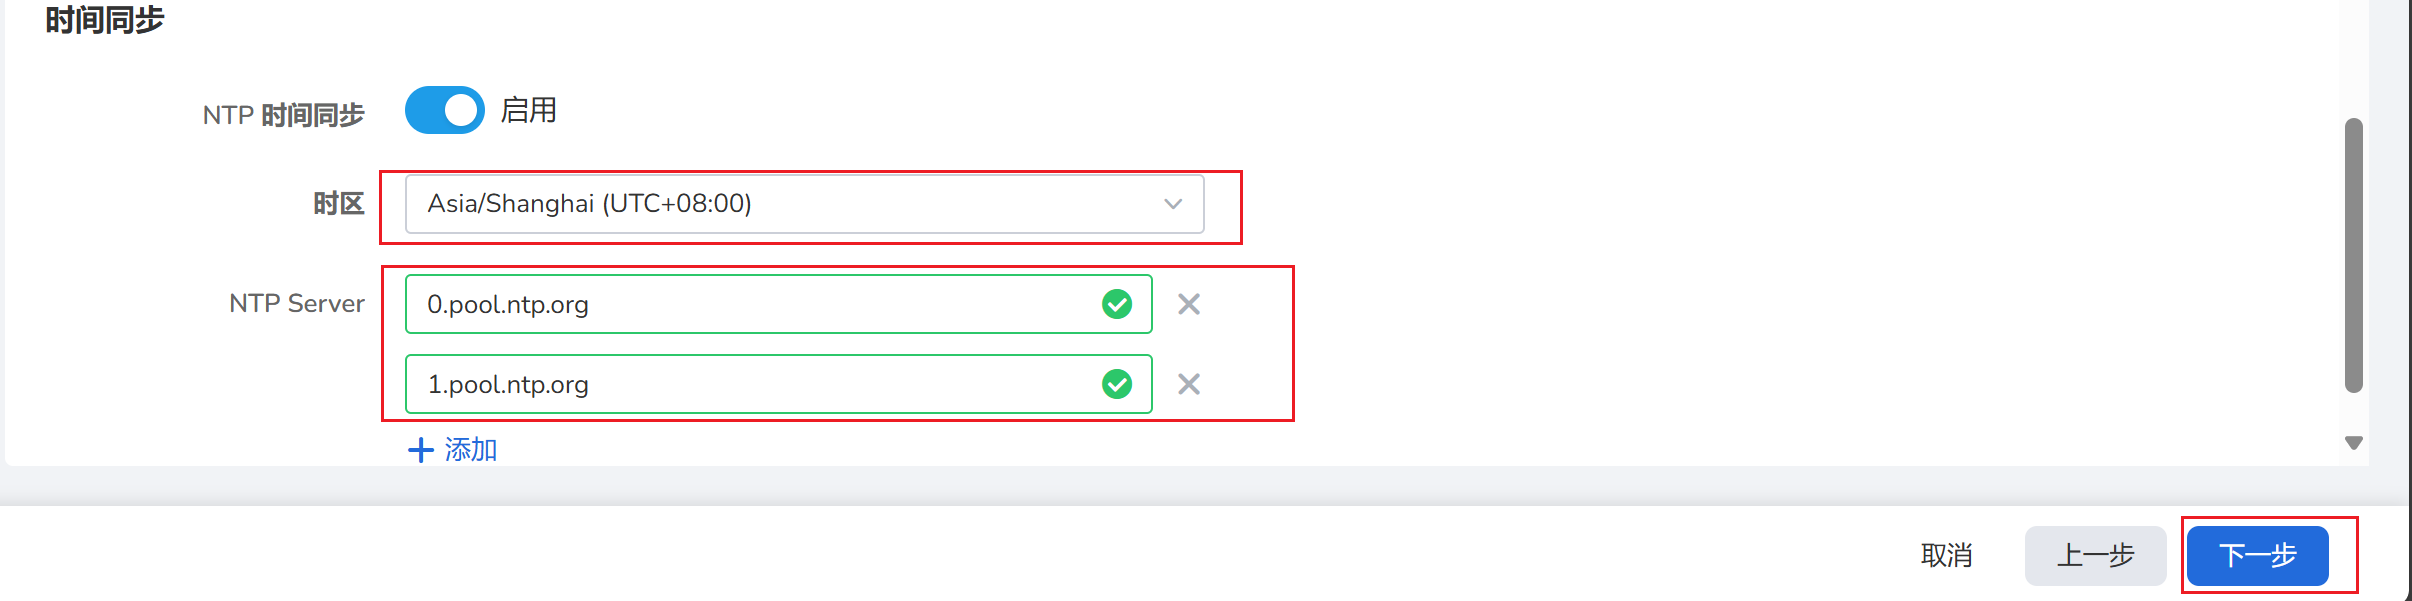 时间同步
NTP 时间同步 启用
时区 Asia/Shanghai (UTC+08:00)
NTP Server 0.pool.ntp.org
1.pool.ntp.org
添加
取消 上一步 下一步